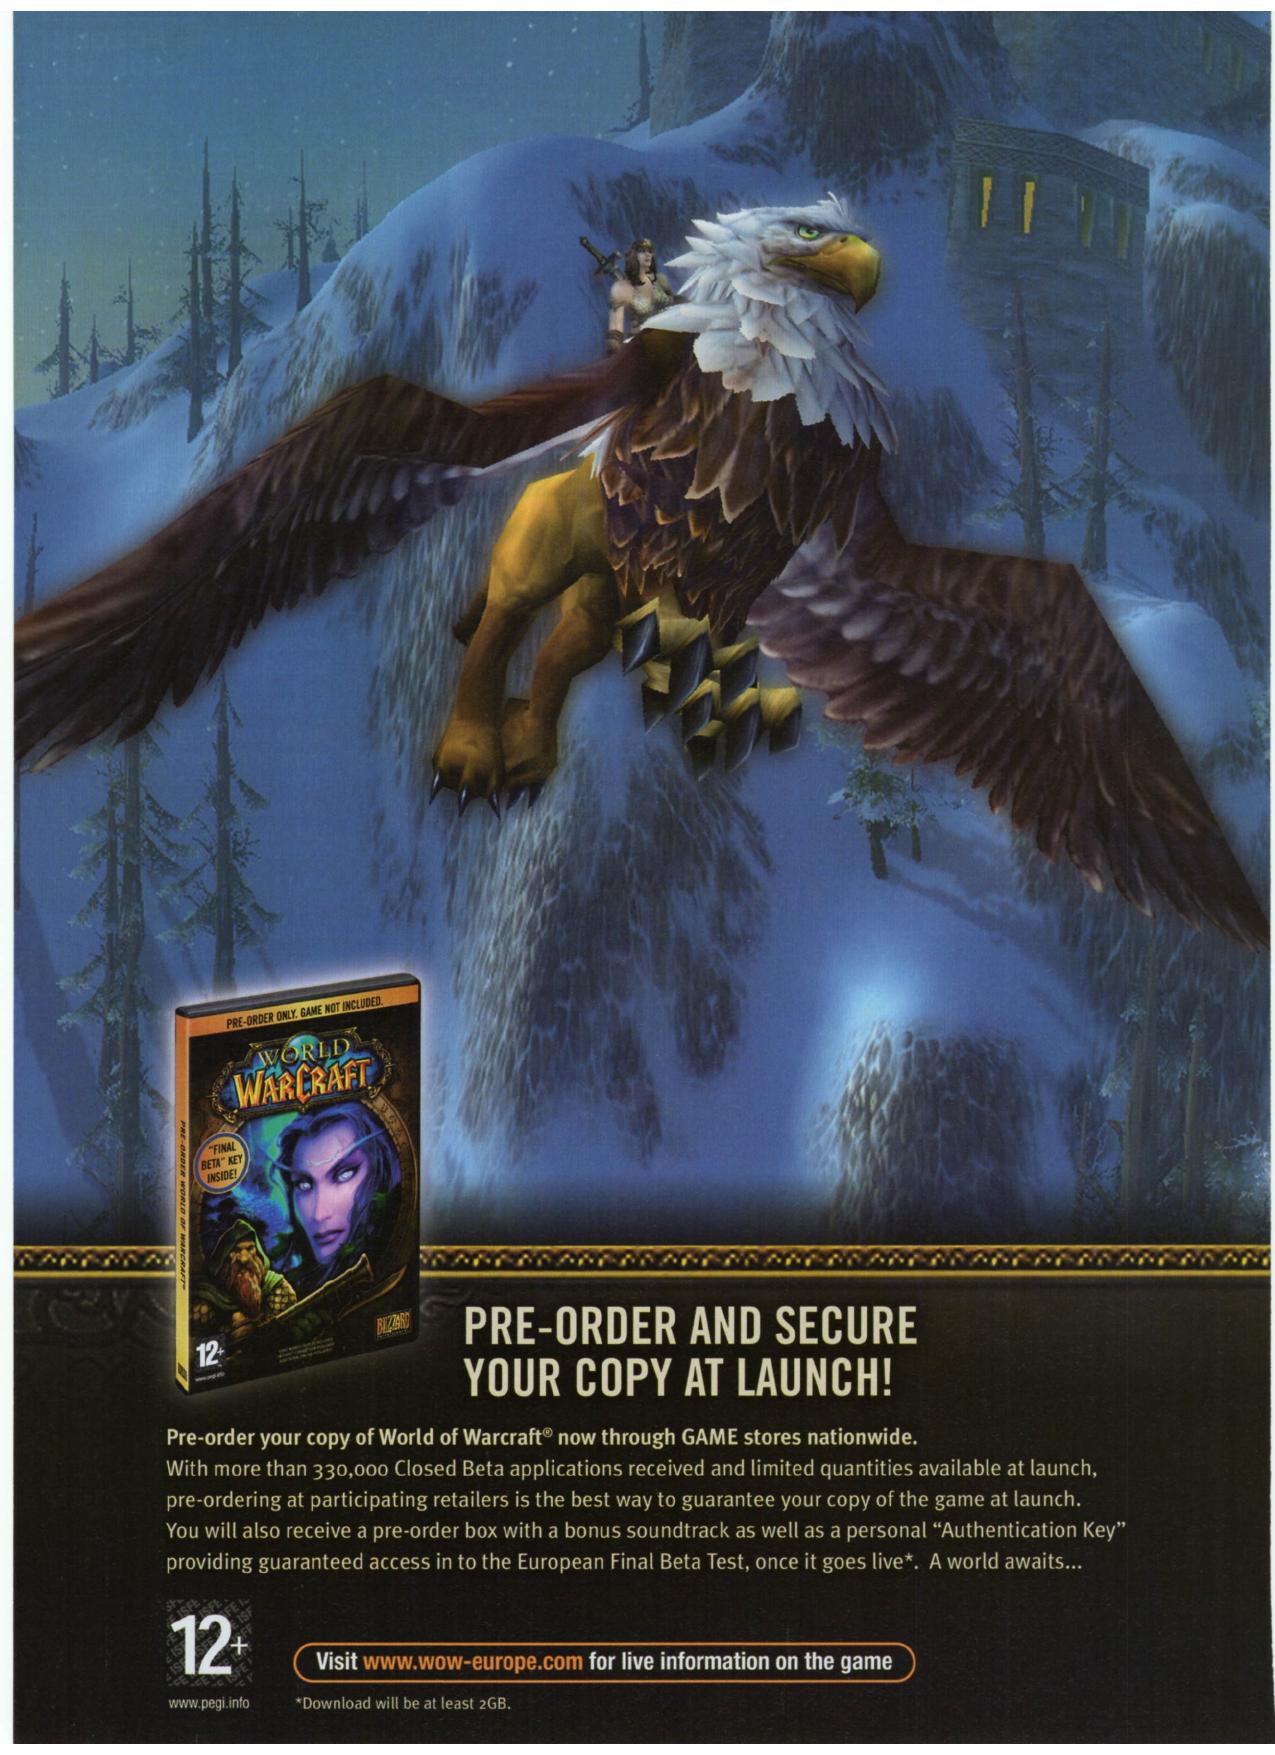 PRE-ORDER ONLY. GAME NOT INCLUDED.
WORLD
WARCRAFT
"FINAL
BETA" KEY
INSIDE!
PRE-ORDER WORLD OF WARCRAFT®
BLIZZARD
12+
www.pegi.info
PRE-ORDER AND SECURE
YOUR COPY AT LAUNCH!
Pre-order your copy of World of Warcraft® now through GAME stores nationwide.
With more than 330,000 Closed Beta applications received and limited quantities available at launch,
pre-ordering at participating retailers is the best way to guarantee your copy of the game at launch.
You will also receive a pre-order box with a bonus soundtrack as well as a personal “Authentication Key”
providing guaranteed access in to the European Final Beta Test, once it goes live*. A world awaits...
12+
Visit www.wow-europe.com for live information on the game
www.pegi.info
*Download will be at least 2GB.